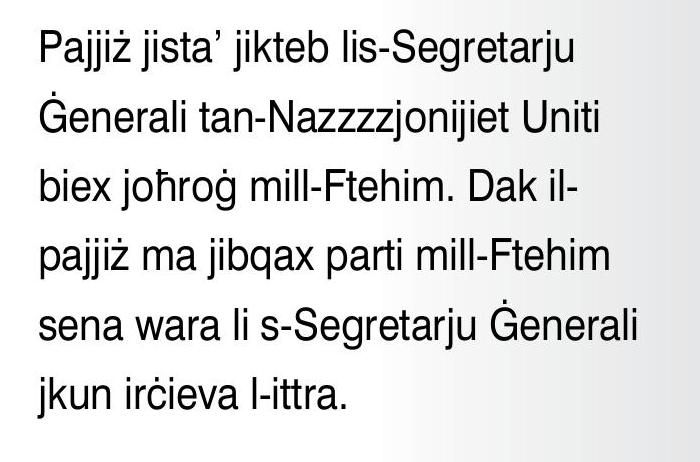 Pajjiż jista’ jikteb lis-Segretarju
Ġenerali tan-Nazzzzjonijiet Uniti
biex joħroġ mill-Ftehim. Dak il-
pajjiż ma jibqax parti mill-Ftehim
sena wara li s-Segretarju Ġenerali
jkun irċieva l-ittra.